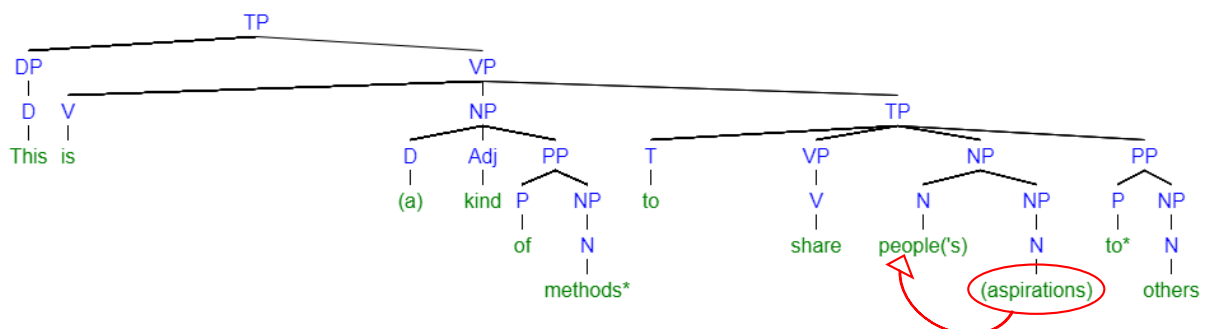 TP
DP VP
D V NP TP
This is D Adj PP T VP NP PP
(a) kind P NP to V N NP P NP
of N share people('s) N to* N
methods* (aspirations) others